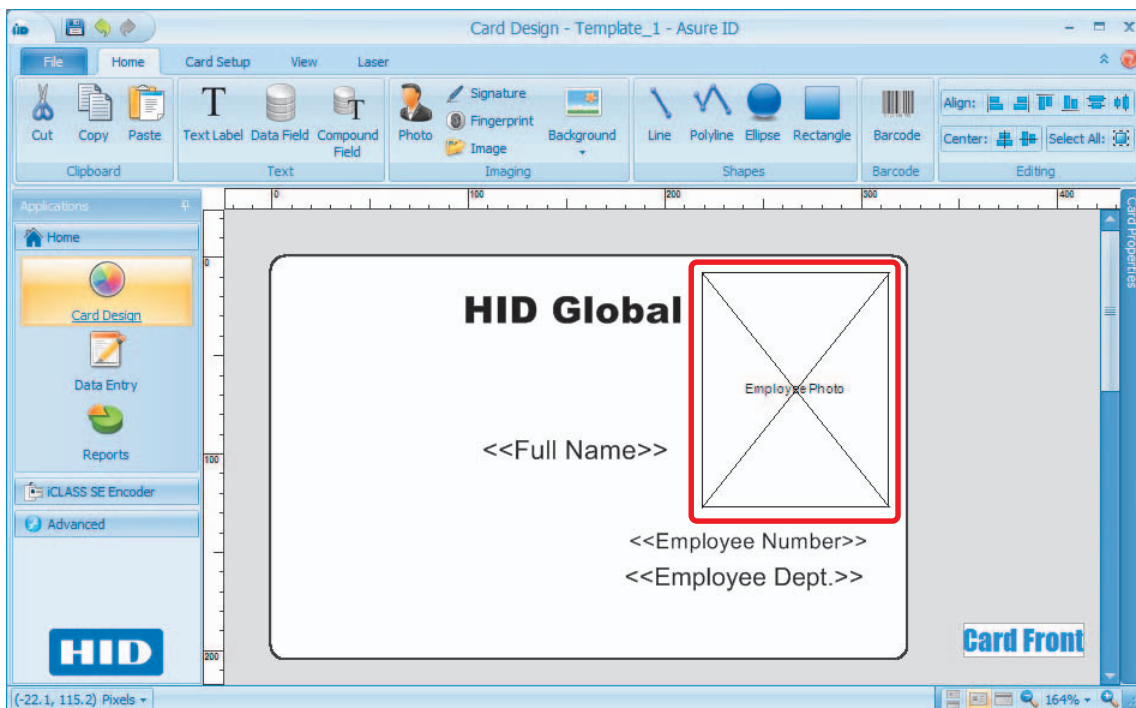 iiD
Card Design - Template_1 - Asure ID
File Home Card Setup View Laser
Cut Copy Paste
Clipboard
T
Text Label Data Field Compound Field
Text
Photo
Signature
Fingerprint
Image
Background
Imaging
Line Polyline Ellipse Rectangle
Shapes
Barcode
Barcode
Align:
Center: Select All:
Editing
Applications
Home
Card Design
Data Entry
Reports
iCLASS SE Encoder
Advanced
HID
0 100 200 300 400
0
100
200
Card Properties
HID Global
Employee Photo
<<Full Name>>
<<Employee Number>>
<<Employee Dept.>>
Card Front
(-22.1, 115.2) Pixels
164%